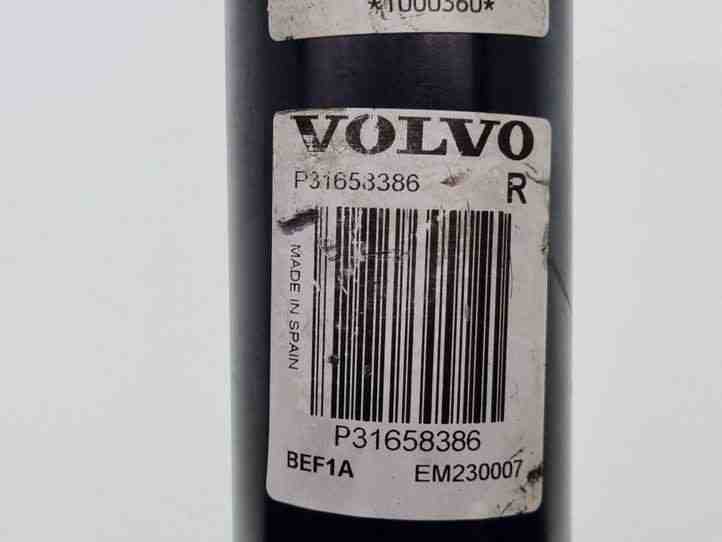 *1000360*
VOLVO
P31658386 R
MADE IN SPAIN
P31658386
BEF1A EM230007